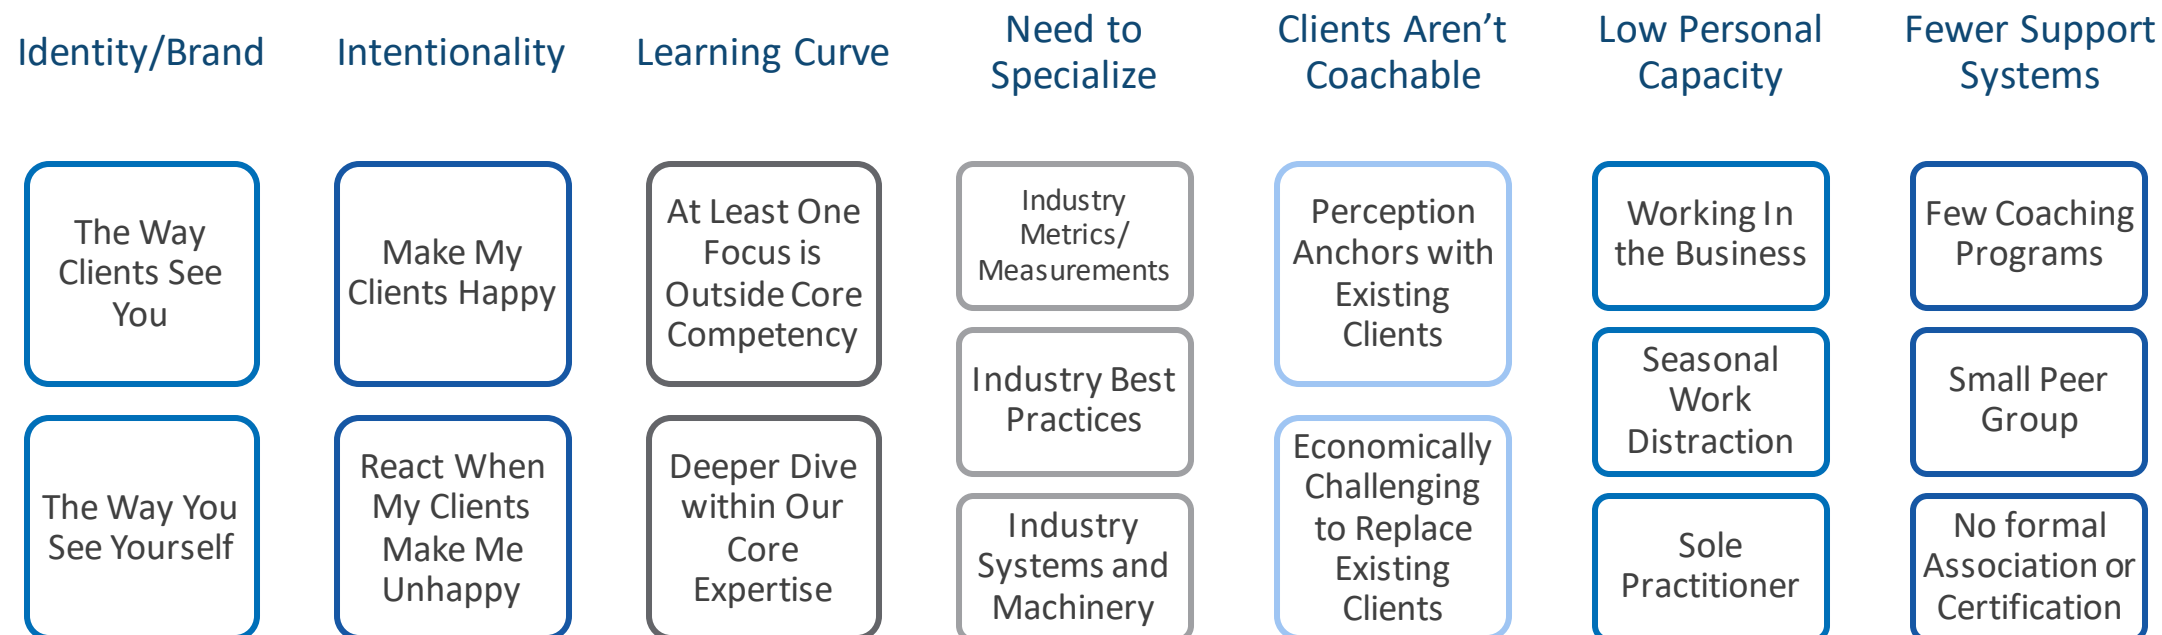 Identity/Brand
Intentionality
Learning Curve
Need to
Specialize
Clients Aren’t
Coachable
Low Personal
Capacity
Fewer Support
Systems
The Way
Clients See
You
The Way You
See Yourself
Make My
Clients Happy
React When
My Clients
Make Me
Unhappy
At Least One
Focus is
Outside Core
Competency
Deeper Dive
within Our
Core
Expertise
Industry
Metrics/
Measurements
Industry Best
Practices
Industry
Systems and
Machinery
Perception
Anchors with
Existing
Clients
Economically
Challenging
to Replace
Existing
Clients
Working In
the Business
Seasonal
Work
Distraction
Sole
Practitioner
Few Coaching
Programs
Small Peer
Group
No formal
Association or
Certification